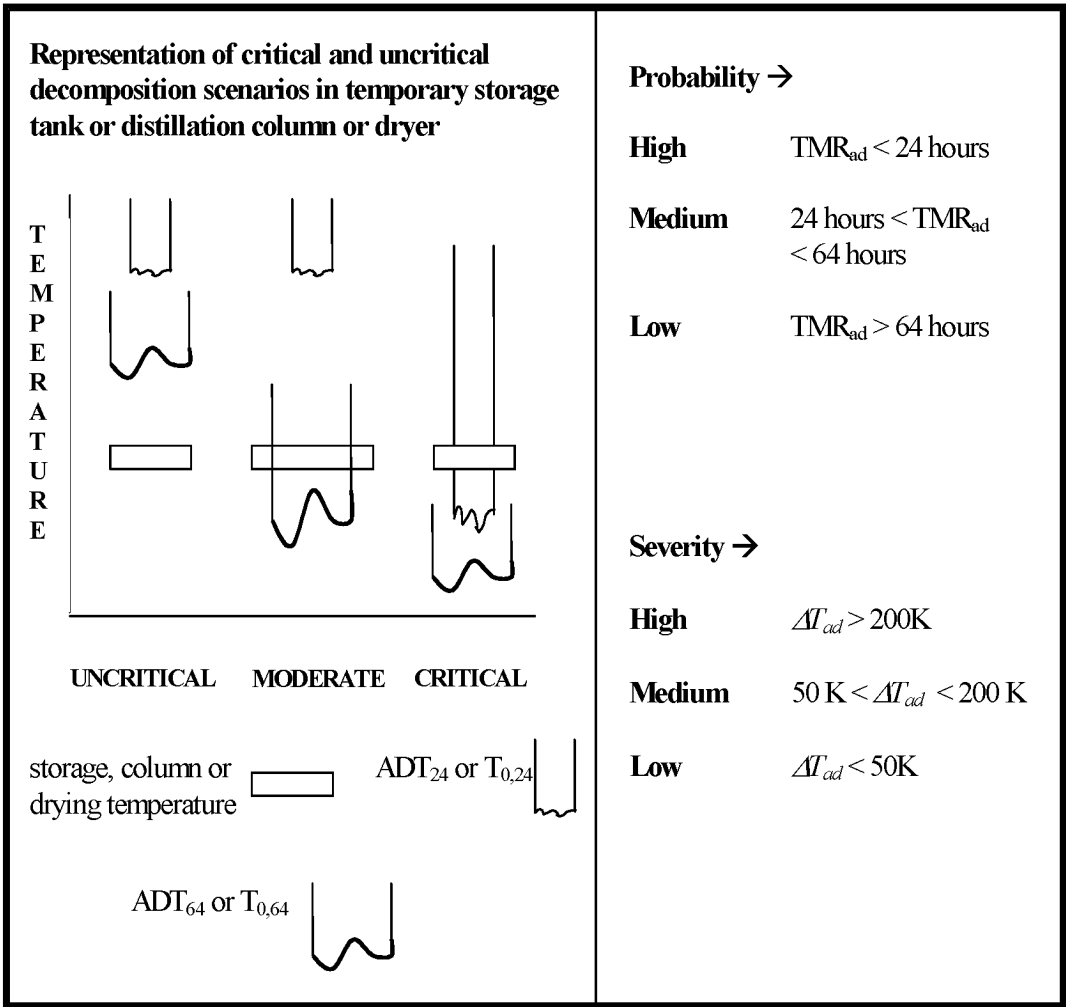 Representation of critical and uncritical
decomposition scenarios in temporary storage
tank or distillation column or dryer
TEMPERATURE
UNCRITICAL MODERATE CRITICAL
storage, column or
drying temperature
ADT24 or T0,24
ADT64 or T0,64
Probability →
High TMRad < 24 hours
Medium 24 hours < TMRad
< 64 hours
Low TMRad > 64 hours
Severity →
High ΔTad > 200K
Medium 50 K < ΔTad < 200 K
Low ΔTad < 50K